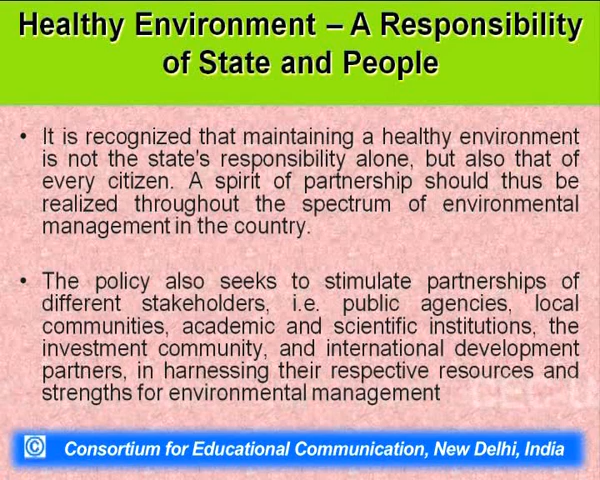 Healthy Environment – A Responsibility
of State and People
• It is recognized that maintaining a healthy environment
is not the state's responsibility alone, but also that of
every citizen. A spirit of partnership should thus be
realized throughout the spectrum of environmental
management in the country.
• The policy also seeks to stimulate partnerships of
different stakeholders, i.e. public agencies, local
communities, academic and scientific institutions, the
investment community, and international development
partners, in harnessing their respective resources and
strengths for environmental management
© Consortium for Educational Communication, New Delhi, India